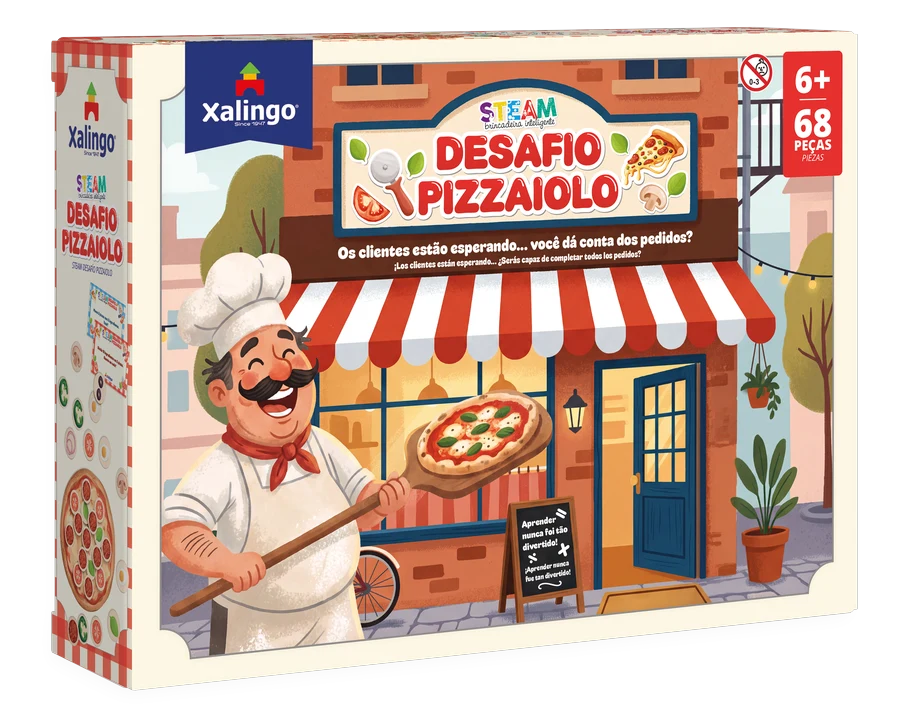 Xalingo®
Since 1947
STEAM
brincadeira inteligente
DESAFIO
PIZZAIOLO
Os clientes estão esperando... você dá conta dos pedidos?
¡Los clientes están esperando... ¿Serás capaz de completar todos los pedidos?
0-3
6+
68
PEÇAS
PIEZAS
Aprender
nunca foi tão
divertido!
¡Aprender nunca
fue tan divertido!
Xalingo®
Since 1947
STEAM
brincadeira inteligente
DESAFIO
PIZZAIOLO
STEAM DESAFÍO PIZZAIOLO